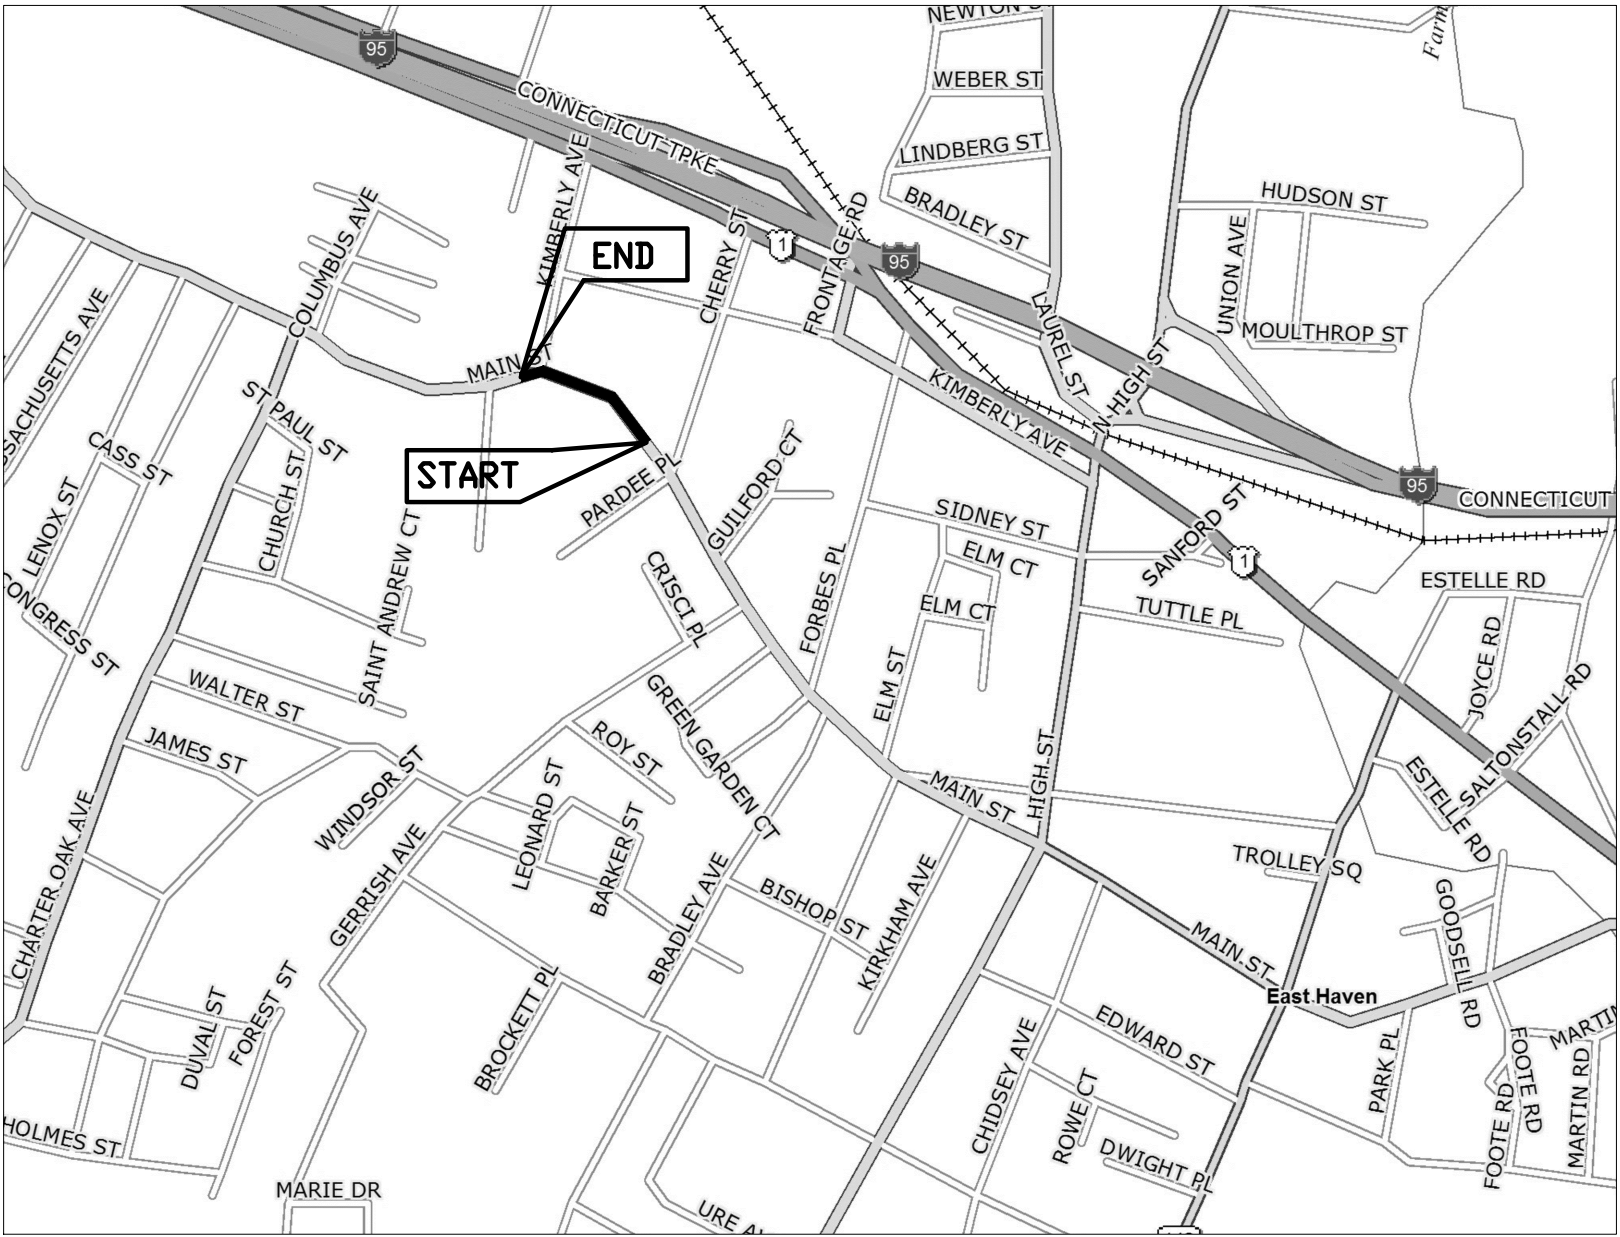 NEWTON S
Farm
95
CONNECTICUT TPKE
WEBER ST
LINDBERG ST
KIMBERLY AVE
BRADLEY ST
HUDSON ST
COLUMBUS AVE
CHERRY ST
FRONTAGE RD
1
95
UNION AVE
END
LAUREL ST
MOULTHROP ST
SSACHUSETTS AVE
MAIN ST
N HIGH ST
KIMBERLY AVE
ST PAUL ST
CASS ST
START
PARDEE PL
GUILFORD CT
95
CONNECTICUT
LENOX ST
CHURCH ST
SAINT ANDREW CT
SIDNEY ST
SANFORD ST
1
ELM CT
CRISCI PL
FORBES PL
ESTELLE RD
CONGRESS ST
ELM CT
TUTTLE PL
JOYCE RD
WALTER ST
GREEN GARDEN CT
ELM ST
SALTONSTALL RD
JAMES ST
ROY ST
HIGH ST
WINDSOR ST
LEONARD ST
MAIN ST
ESTELLE RD
CHARTER OAK AVE
GERRISH AVE
BARKER ST
BRADLEY AVE
BISHOP ST
KIRKHAM AVE
TROLLEY SQ
GOODSELL RD
MAIN ST
East Haven
DUVAL ST
FOREST ST
BROCKETT PL
CHIDSEY AVE
EDWARD ST
PARK PL
FOOTE RD
MARTIN
HOLMES ST
ROWE CT
FOOTE RD
MARTIN RD
DWIGHT PL
MARIE DR
URE AV